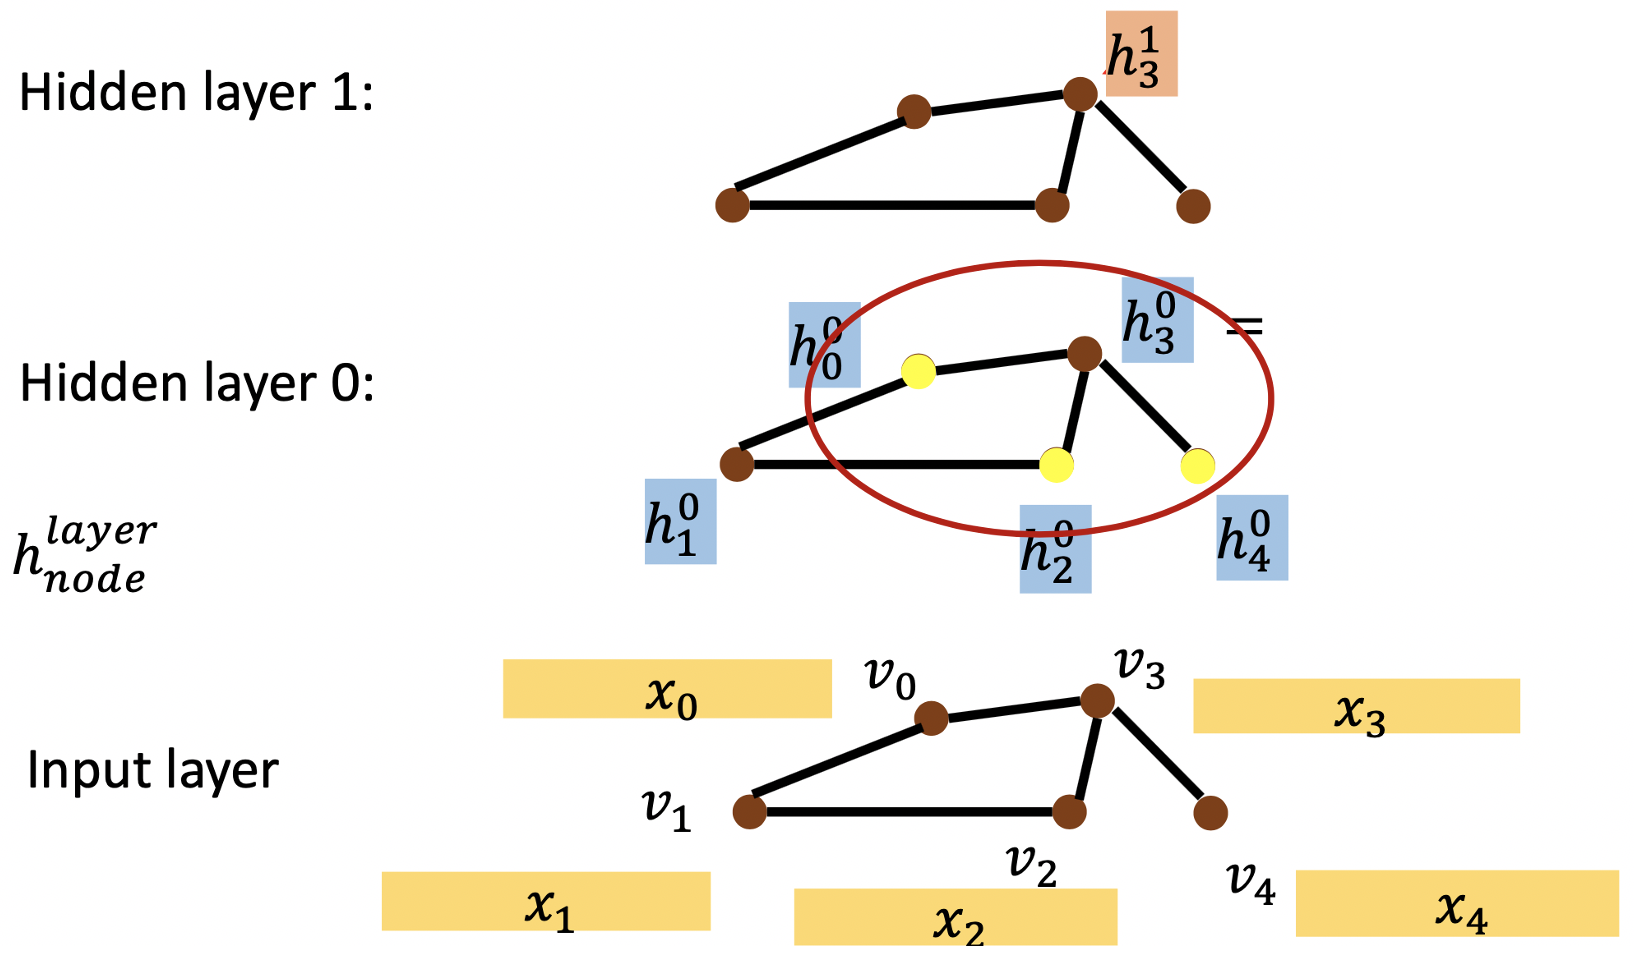 Hidden layer 1:
h_3^1
Hidden layer 0:
h_0^0
h_3^0 =
h_1^0
h_2^0
h_4^0
h_{node}^{layer}
Input layer
x_0
v_0
v_3
x_3
v_1
v_2
v_4
x_1
x_2
x_4